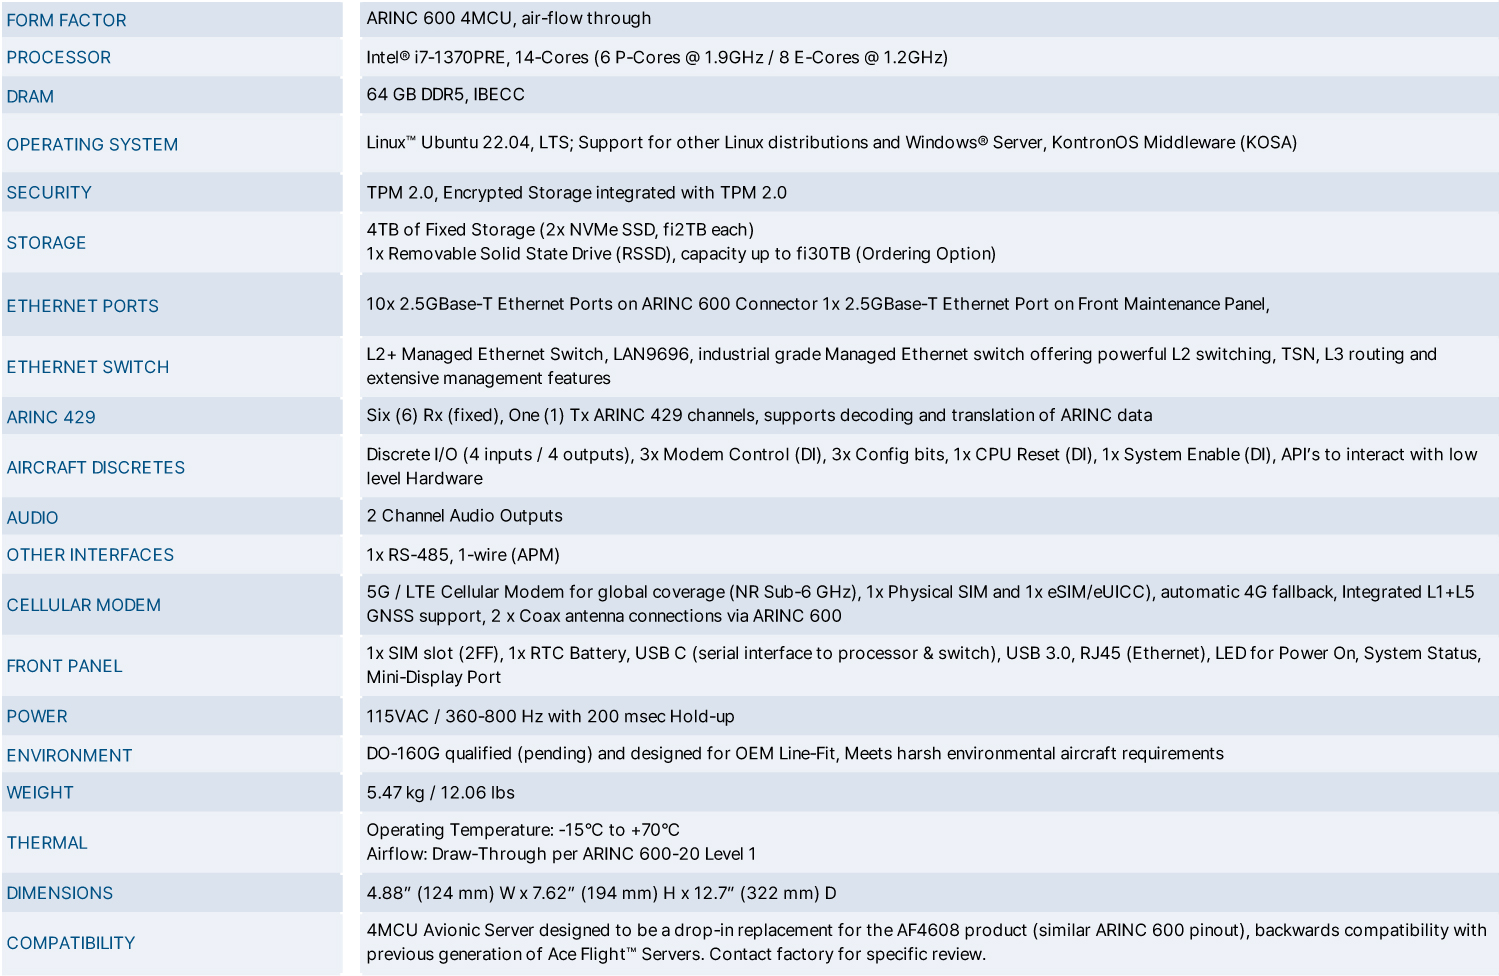 FORM FACTOR
ARINC 600 4MCU, air-flow through
PROCESSOR
Intel® i7-1370PRE, 14-Cores (6 P-Cores @ 1.9GHz / 8 E-Cores @ 1.2GHz)
DRAM
64 GB DDR5, IBECC
OPERATING SYSTEM
Linux™ Ubuntu 22.04, LTS; Support for other Linux distributions and Windows® Server, KontronOS Middleware (KOSA)
SECURITY
TPM 2.0, Encrypted Storage integrated with TPM 2.0
STORAGE
4TB of Fixed Storage (2x NVMe SSD, fi2TB each)
1x Removable Solid State Drive (RSSD), capacity up to fi30TB (Ordering Option)
ETHERNET PORTS
10x 2.5GBase-T Ethernet Ports on ARINC 600 Connector 1x 2.5GBase-T Ethernet Port on Front Maintenance Panel,
ETHERNET SWITCH
L2+ Managed Ethernet Switch, LAN9696, industrial grade Managed Ethernet switch offering powerful L2 switching, TSN, L3 routing and
extensive management features
ARINC 429
Six (6) Rx (fixed), One (1) Tx ARINC 429 channels, supports decoding and translation of ARINC data
AIRCRAFT DISCRETES
Discrete I/O (4 inputs / 4 outputs), 3x Modem Control (DI), 3x Config bits, 1x CPU Reset (DI), 1x System Enable (DI), API's to interact with low
level Hardware
AUDIO
2 Channel Audio Outputs
OTHER INTERFACES
1x RS-485, 1-wire (APM)
CELLULAR MODEM
5G / LTE Cellular Modem for global coverage (NR Sub-6 GHz), 1x Physical SIM and 1x eSIM/eUICC), automatic 4G fallback, Integrated L1+L5
GNSS support, 2 x Coax antenna connections via ARINC 600
FRONT PANEL
1x SIM slot (2FF), 1x RTC Battery, USB C (serial interface to processor & switch), USB 3.0, RJ45 (Ethernet), LED for Power On, System Status,
Mini-Display Port
POWER
115VAC / 360-800 Hz with 200 msec Hold-up
ENVIRONMENT
DO-160G qualified (pending) and designed for OEM Line-Fit, Meets harsh environmental aircraft requirements
WEIGHT
5.47 kg / 12.06 lbs
THERMAL
Operating Temperature: -15°C to +70°C
Airflow: Draw-Through per ARINC 600-20 Level 1
DIMENSIONS
4.88” (124 mm) W x 7.62” (194 mm) H x 12.7” (322 mm) D
COMPATIBILITY
4MCU Avionic Server designed to be a drop-in replacement for the AF4608 product (similar ARINC 600 pinout), backwards compatibility with
previous generation of Ace Flight™ Servers. Contact factory for specific review.